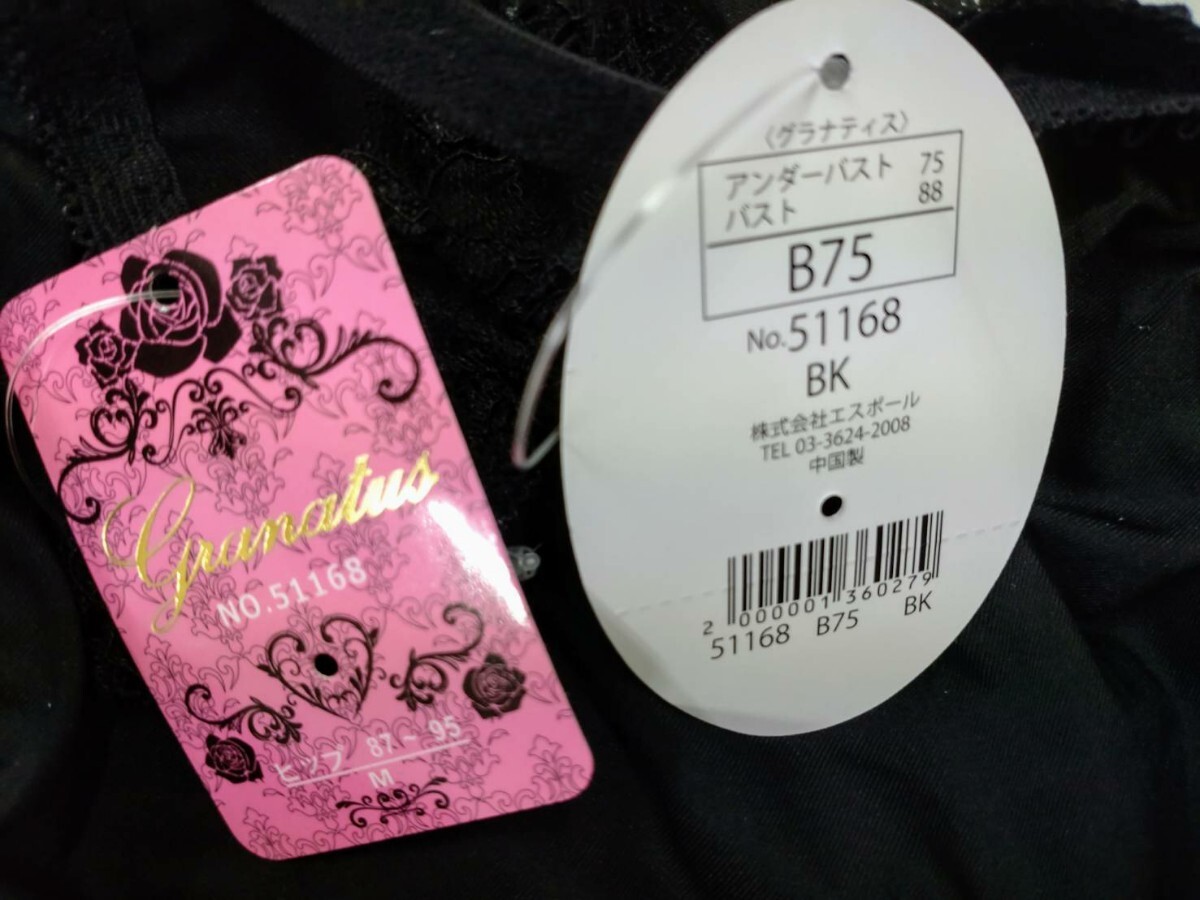 Granatus
NO.51168
ヒップ 87~95
M
〈グラナティス〉
アンダーバスト 75
バスト 88
B75
No.51168
BK
株式会社エスポール
TEL 03-3624-2008
中国製
2 000001 360279
51168 B75 BK